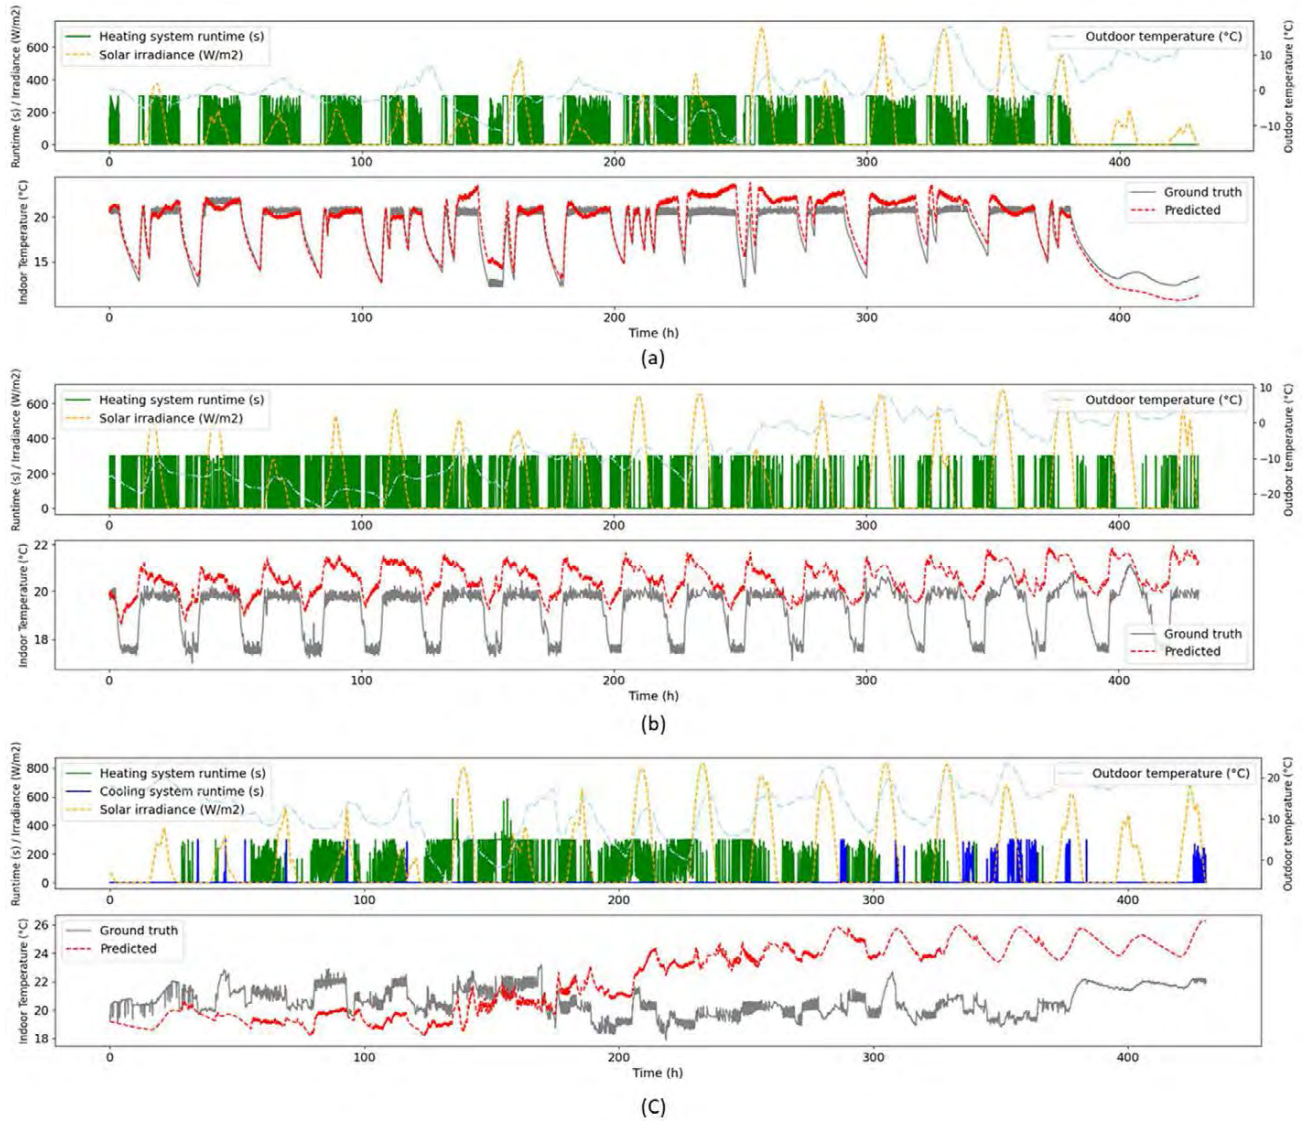 Runtime (s) / Irradiance (W/m2)
Heating system runtime (s)
Solar irradiance (W/m2)
Outdoor temperature (°C)
Outdoor temperature (°C)
600
400
200
0
10
0
−10
0 100 200 300 400
Indoor Temperature (°C)
20
15
Ground truth
Predicted
0 100 200 300 400
Time (h)
(a)
Runtime (s) / Irradiance (W/m2)
Heating system runtime (s)
Solar irradiance (W/m2)
Outdoor temperature (°C)
Outdoor temperature (°C)
600
400
200
0
10
0
−10
−20
0 100 200 300 400
Indoor Temperature (°C)
22
20
18
Ground truth
Predicted
0 100 200 300 400
Time (h)
(b)
Runtime (s) / Irradiance (W/m2)
Heating system runtime (s)
Cooling system runtime (s)
Solar irradiance (W/m2)
Outdoor temperature (°C)
Outdoor temperature (°C)
800
600
400
200
0
20
10
0
0 100 200 300 400
Indoor Temperature (°C)
26
24
22
20
18
Ground truth
Predicted
0 100 200 300 400
Time (h)
(C)